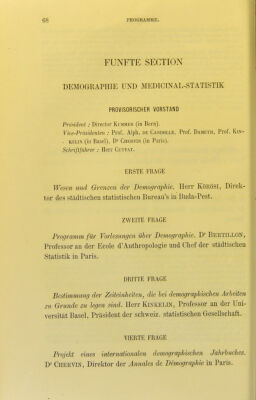 68 PROGRAMME.
FUNFTE SECTION
DEMOGRAPHIE UND MEDICINAL-STATISTIK
PROVISORISCHER VORSTAND
Präsident : Director KUMMER (in Bern).
Vice-Präsidenten : Prof. Alph. DE CANDOLLE, Prof. DAMETH, Prof. KIN-
KELIN (in Basel), Dr CHERVIN (in Paris).
Schriftführer : Herr CUTTAT.
ERSTE FRAGE
Wesen und Grenzen der Demographie. Herr KÖRÖSI, Direk-
tor des städtischen statistischen Bureau's in Buda-Pest.
ZWEITE FRAGE
Programm für Vorlesungen über Demographie. Dr BERTILLON,
Professor an der Ecole d'Anthropologie und Chef der städtischen
Statistik in Paris.
DRITTE FRAGE
Bestimmung der Zeiteinheiten, die bei demographischen Arbeiten
zu Grunde zu legen sind. Herr KINKELIN, Professor an der Uni-
versität Basel, Präsident der schweiz. statistischen Gesellschaft.
VIERTE FRAGE
Projekt eines internationalen demographischen Jahrbuches.
Dr CHERVIN, Direktor der Annales de Démographie in Paris.